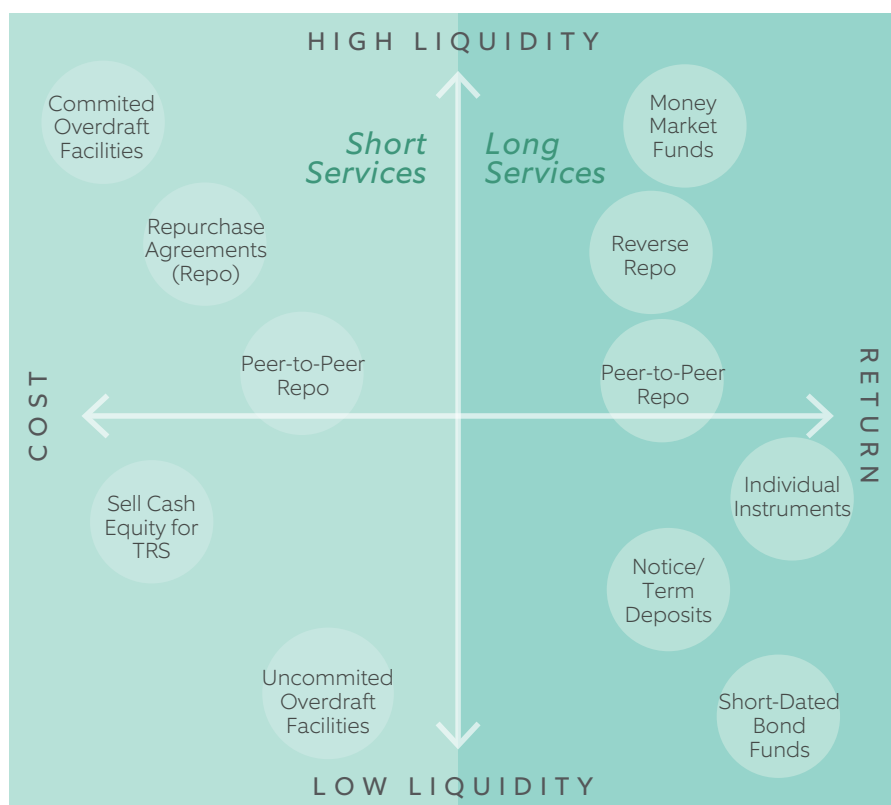 HIGH LIQUIDITY
Commited
Overdraft
Facilities
Short
Services
Long
Services
Money
Market
Funds
Repurchase
Agreements
(Repo)
Reverse
Repo
Peer-to-Peer
Repo
Peer-to-Peer
Repo
COST
RETURN
Sell Cash
Equity for
TRS
Individual
Instruments
Notice/
Term
Deposits
Uncommited
Overdraft
Facilities
Short-Dated
Bond
Funds
LOW LIQUIDITY